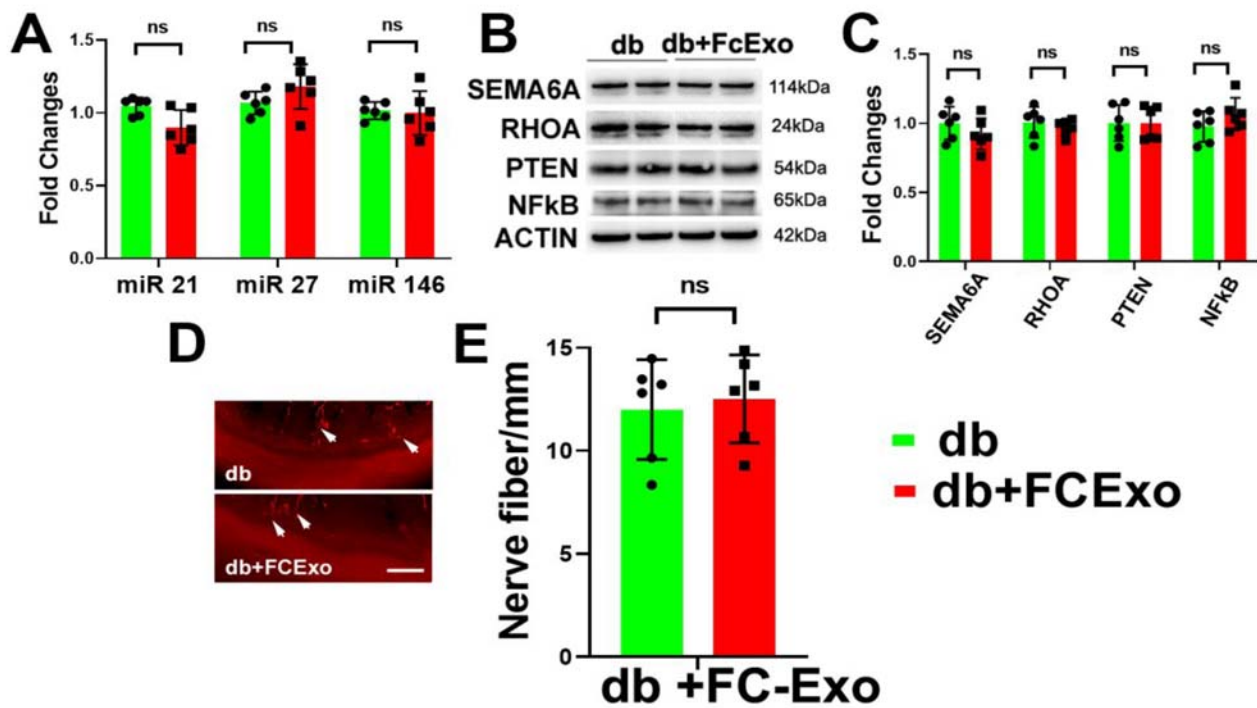 A
ns
ns
ns
Fold Changes
1.5
1.0
0.5
0.0
miR 21
miR 27
miR 146
B
db
db+FcExo
SEMA6A
114kDa
RHOA
24kDa
PTEN
54kDa
NFkB
65kDa
ACTIN
42kDa
C
ns
ns
ns
ns
Fold Changes
1.5
1.0
0.5
0.0
SEMA6A
RHOA
PTEN
NFkB
D
db
db+FCExo
E
ns
Nerve fiber/mm
15
10
5
0
db +FC-Exo
db
db+FCExo